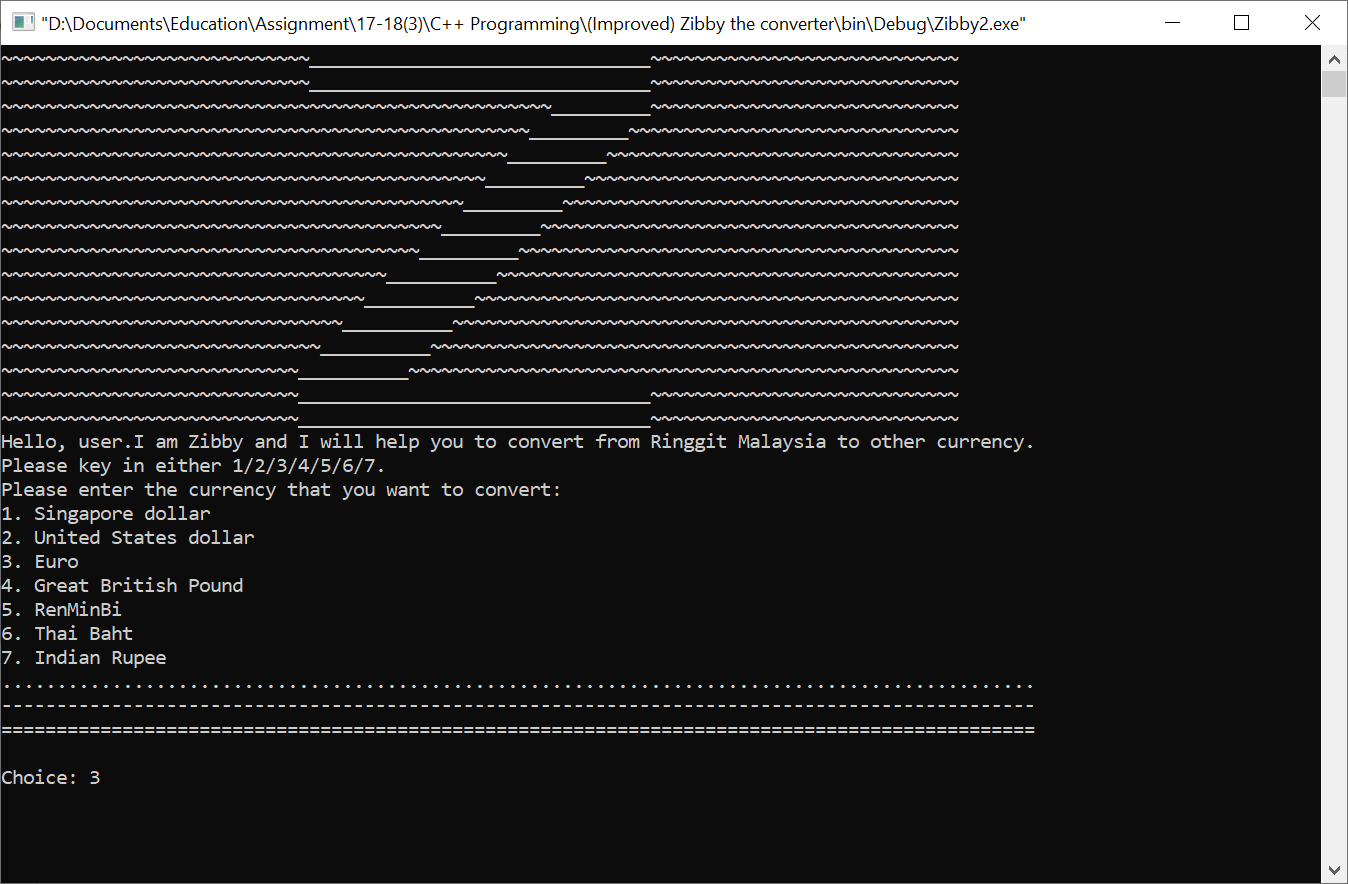 "D:\Documents\Education\Assignment\17-18(3)\C++ Programming\(Improved) Zibby the converter\bin\Debug\Zibby2.exe"
~~~~~~~~~~~~~~~~~~~~~~~~~~~~_______________________________~~~~~~~~~~~~~~~~~~~~~~~~~~~~
~~~~~~~~~~~~~~~~~~~~~~~~~~~~_______________________________~~~~~~~~~~~~~~~~~~~~~~~~~~~~
~~~~~~~~~~~~~~~~~~~~~~~~~~~~~~~~~~~~~~~~~~~~~~~~~~_________~~~~~~~~~~~~~~~~~~~~~~~~~~~~
~~~~~~~~~~~~~~~~~~~~~~~~~~~~~~~~~~~~~~~~~~~~~~~~_________~~~~~~~~~~~~~~~~~~~~~~~~~~~~~~
~~~~~~~~~~~~~~~~~~~~~~~~~~~~~~~~~~~~~~~~~~~~~~_________~~~~~~~~~~~~~~~~~~~~~~~~~~~~~~~~
~~~~~~~~~~~~~~~~~~~~~~~~~~~~~~~~~~~~~~~~~~~~_________~~~~~~~~~~~~~~~~~~~~~~~~~~~~~~~~~~
~~~~~~~~~~~~~~~~~~~~~~~~~~~~~~~~~~~~~~~~~~_________~~~~~~~~~~~~~~~~~~~~~~~~~~~~~~~~~~~~
~~~~~~~~~~~~~~~~~~~~~~~~~~~~~~~~~~~~~~~~_________~~~~~~~~~~~~~~~~~~~~~~~~~~~~~~~~~~~~~~
~~~~~~~~~~~~~~~~~~~~~~~~~~~~~~~~~~~~~~_________~~~~~~~~~~~~~~~~~~~~~~~~~~~~~~~~~~~~~~~~
~~~~~~~~~~~~~~~~~~~~~~~~~~~~~~~~~~~__________~~~~~~~~~~~~~~~~~~~~~~~~~~~~~~~~~~~~~~~~~~
~~~~~~~~~~~~~~~~~~~~~~~~~~~~~~~~~__________~~~~~~~~~~~~~~~~~~~~~~~~~~~~~~~~~~~~~~~~~~~~
~~~~~~~~~~~~~~~~~~~~~~~~~~~~~~~__________~~~~~~~~~~~~~~~~~~~~~~~~~~~~~~~~~~~~~~~~~~~~~~
~~~~~~~~~~~~~~~~~~~~~~~~~~~~~__________~~~~~~~~~~~~~~~~~~~~~~~~~~~~~~~~~~~~~~~~~~~~~~~~
~~~~~~~~~~~~~~~~~~~~~~~~~~~__________~~~~~~~~~~~~~~~~~~~~~~~~~~~~~~~~~~~~~~~~~~~~~~~~~~
~~~~~~~~~~~~~~~~~~~~~~~~~~~________________________________~~~~~~~~~~~~~~~~~~~~~~~~~~~~
~~~~~~~~~~~~~~~~~~~~~~~~~~~________________________________~~~~~~~~~~~~~~~~~~~~~~~~~~~~
Hello, user.I am Zibby and I will help you to convert from Ringgit Malaysia to other currency.
Please key in either 1/2/3/4/5/6/7.
Please enter the currency that you want to convert:
1. Singapore dollar
2. United States dollar
3. Euro
4. Great British Pound
5. RenMinBi
6. Thai Baht
7. Indian Rupee
..............................................................................................
----------------------------------------------------------------------------------------------
==============================================================================================
Choice: 3